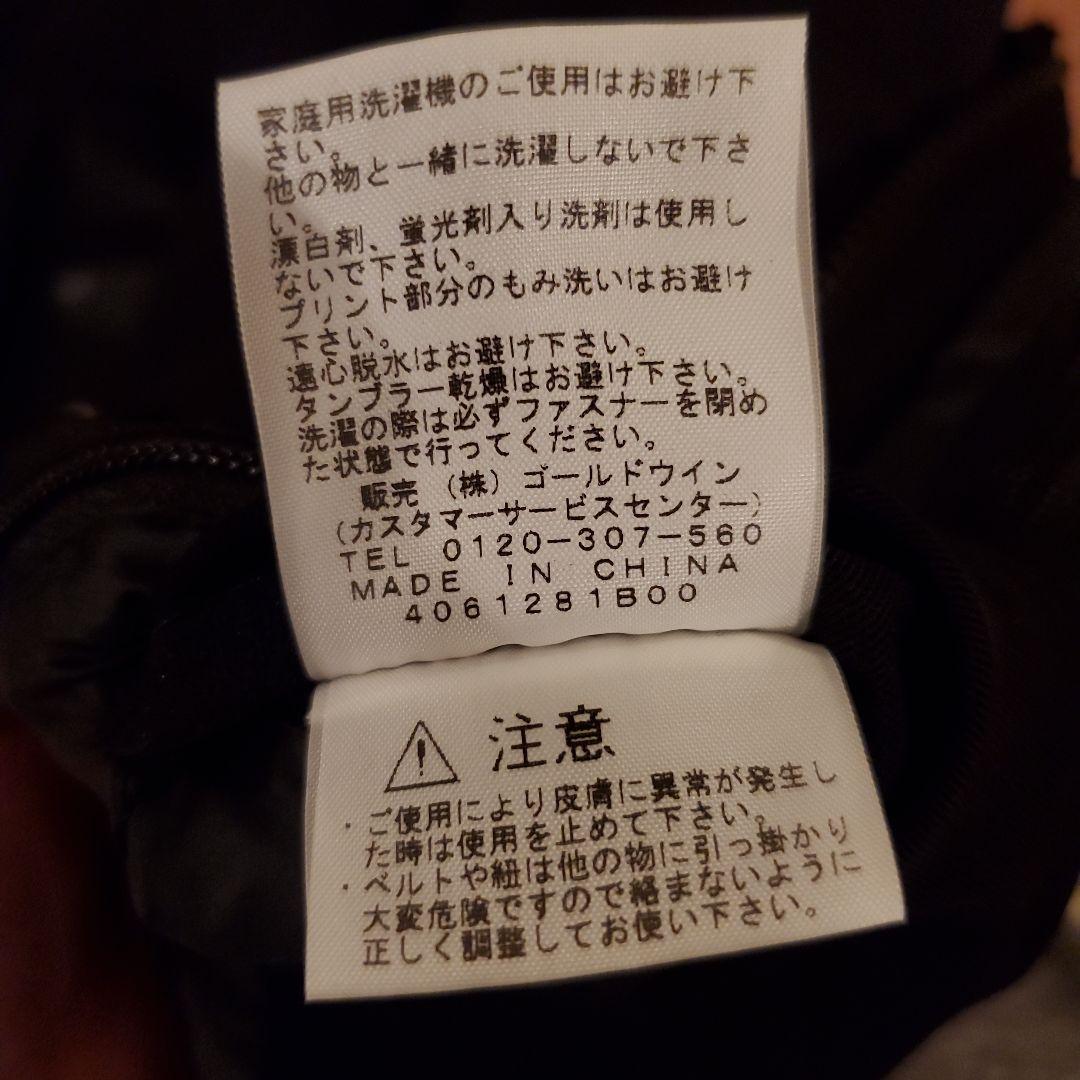 家庭用洗濯機のご使用はお避け下
さい。
他の物と一緒に洗濯しないで下さ
い。
漂白剤、蛍光剤入り洗剤は使用し
ないで下さい。
プリント部分のもみ洗いはお避け
下さい。
遠心脱水はお避け下さい。
タンブラー乾燥はお避け下さい。
洗濯の際は必ずファスナーを閉め
た状態で行ってください。
販売 (株) ゴールドウイン
(カスタマーサービスセンター)
TEL 0120-307-560
MADE IN CHINA
4061281B00
注意
・ご使用により皮膚に異常が発生し
た時は使用を止めて下さい。
・ベルトや紐は他の物に引っ掛かり
大変危険ですので絡まないように
正しく調整してお使い下さい。